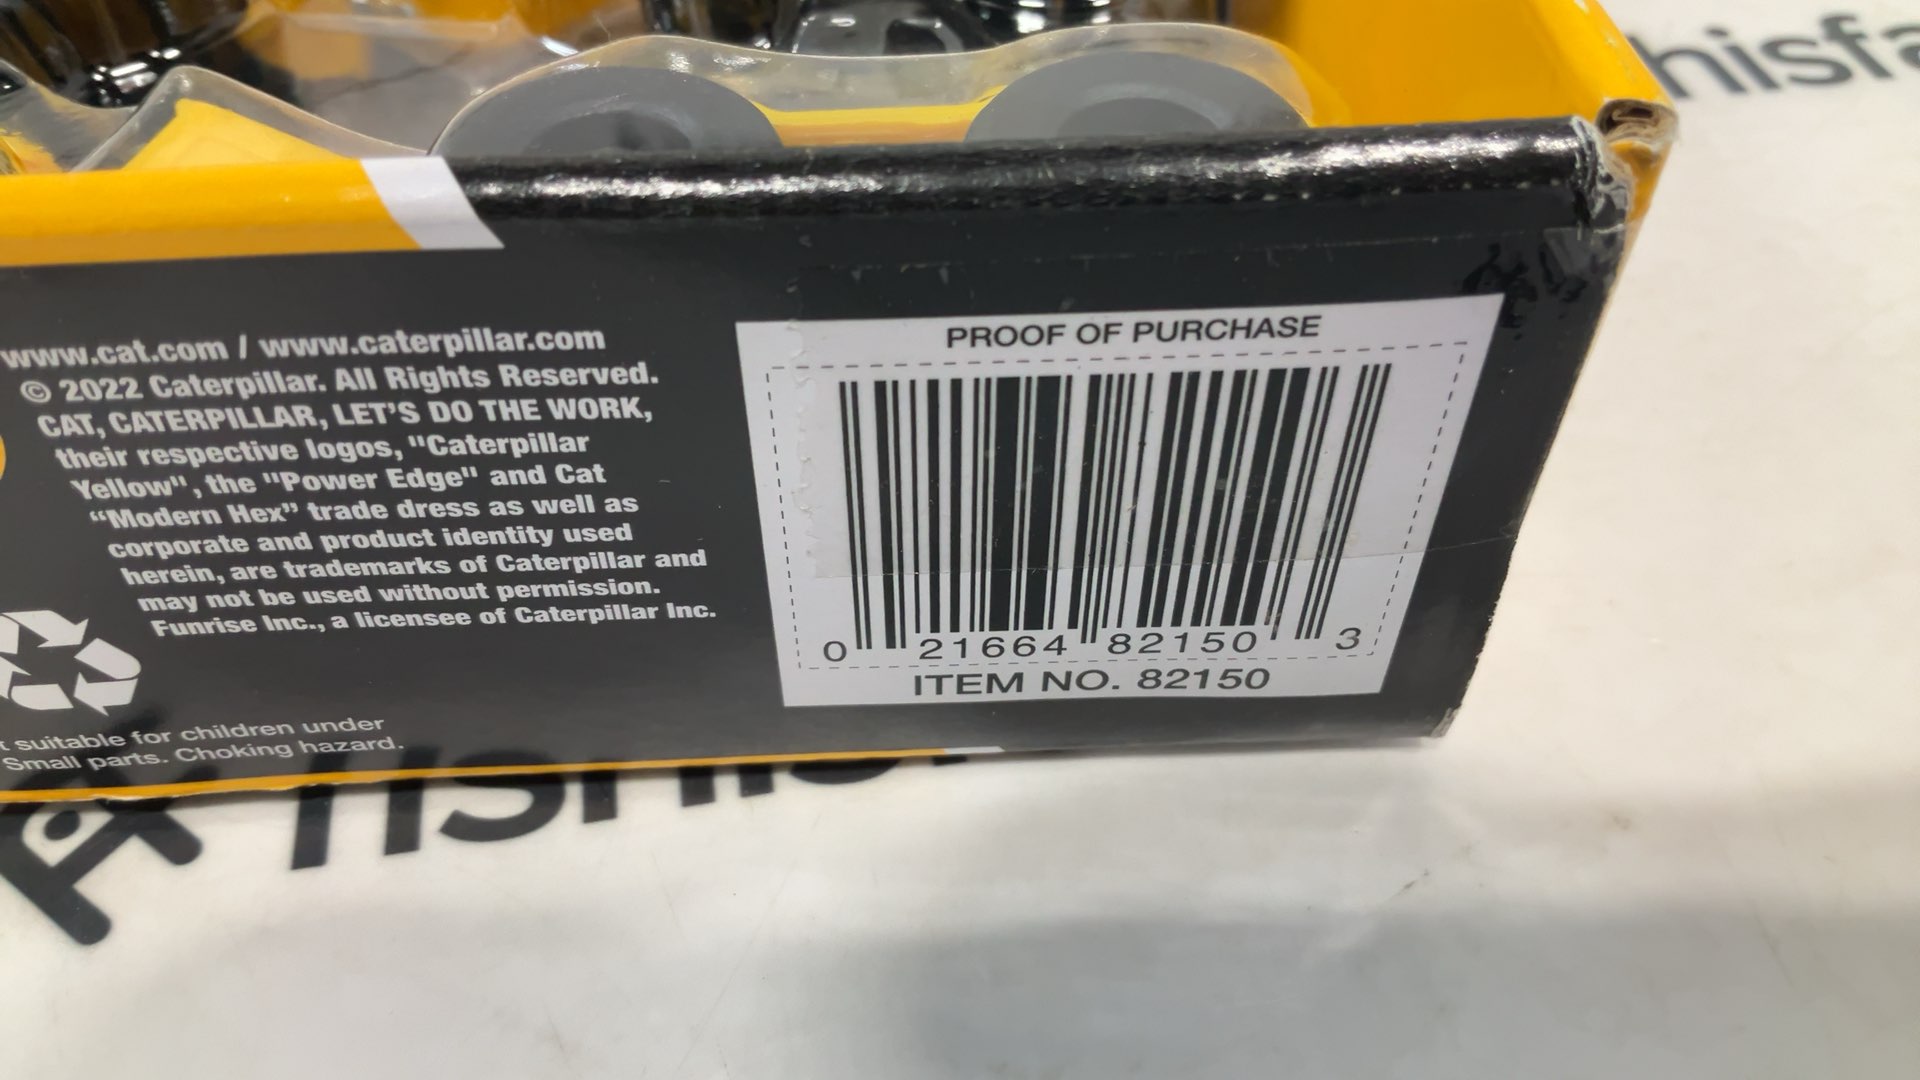 www.cat.com / www.caterpillar.com
© 2022 Caterpillar. All Rights Reserved.
CAT, CATERPILLAR, LET'S DO THE WORK,
their respective logos, "Caterpillar
Yellow", the "Power Edge" and Cat
“Modern Hex” trade dress as well as
corporate and product identity used
herein, are trademarks of Caterpillar and
may not be used without permission.
Funrise Inc., a licensee of Caterpillar Inc.
suitable for children under
Small parts. Choking hazard.
PROOF OF PURCHASE
0 21664 82150 3
ITEM NO. 82150